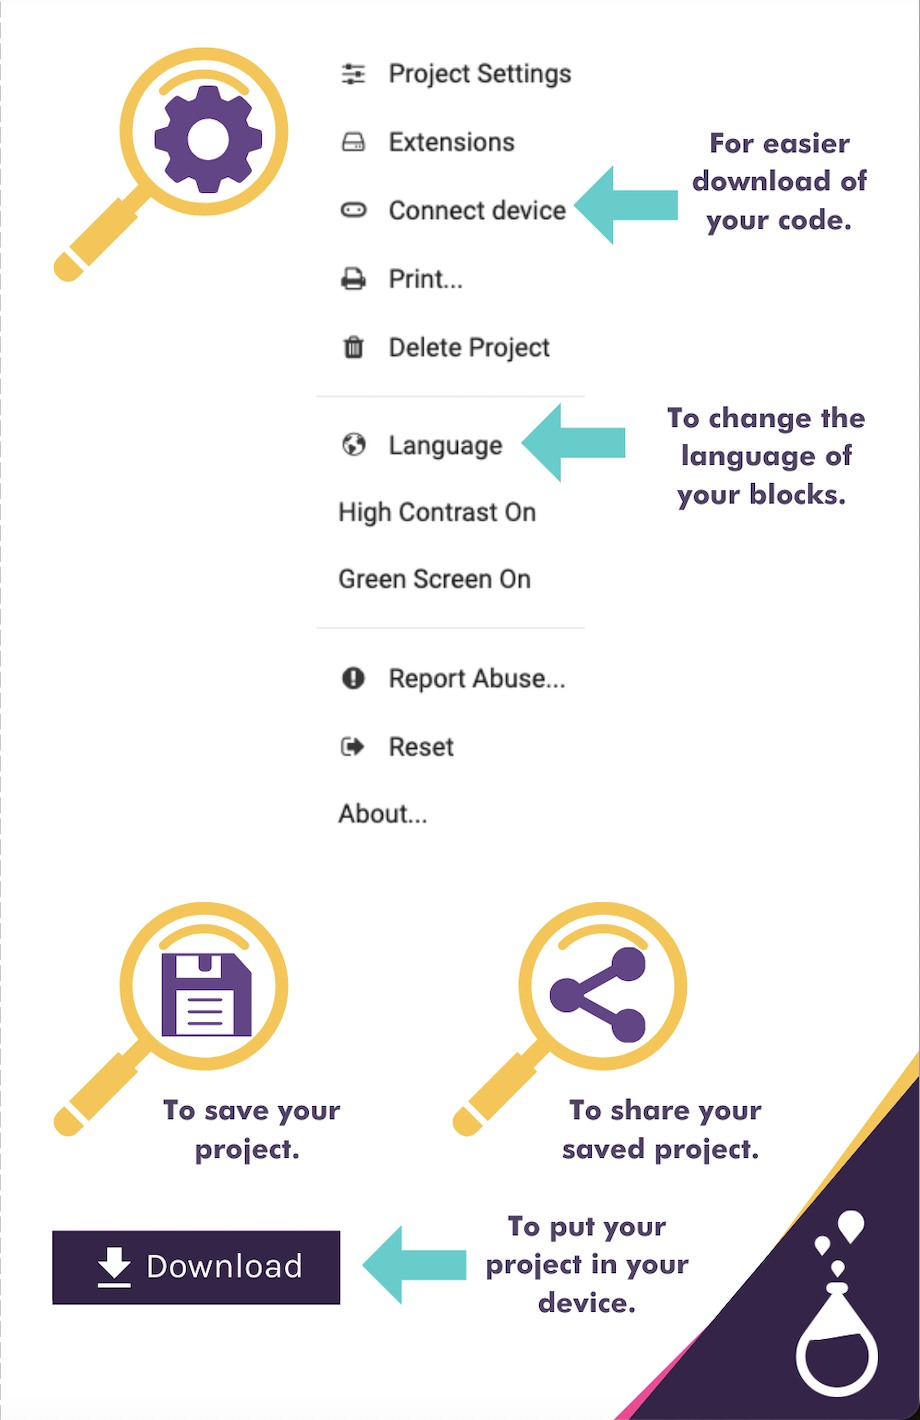 Project Settings
Extensions
Connect device
For easier
download of
your code.
Print...
Delete Project
Language
To change the
language of
your blocks.
High Contrast On
Green Screen On
Report Abuse...
Reset
About...
To save your
project.
To share your
saved project.
Download
To put your
project in your
device.